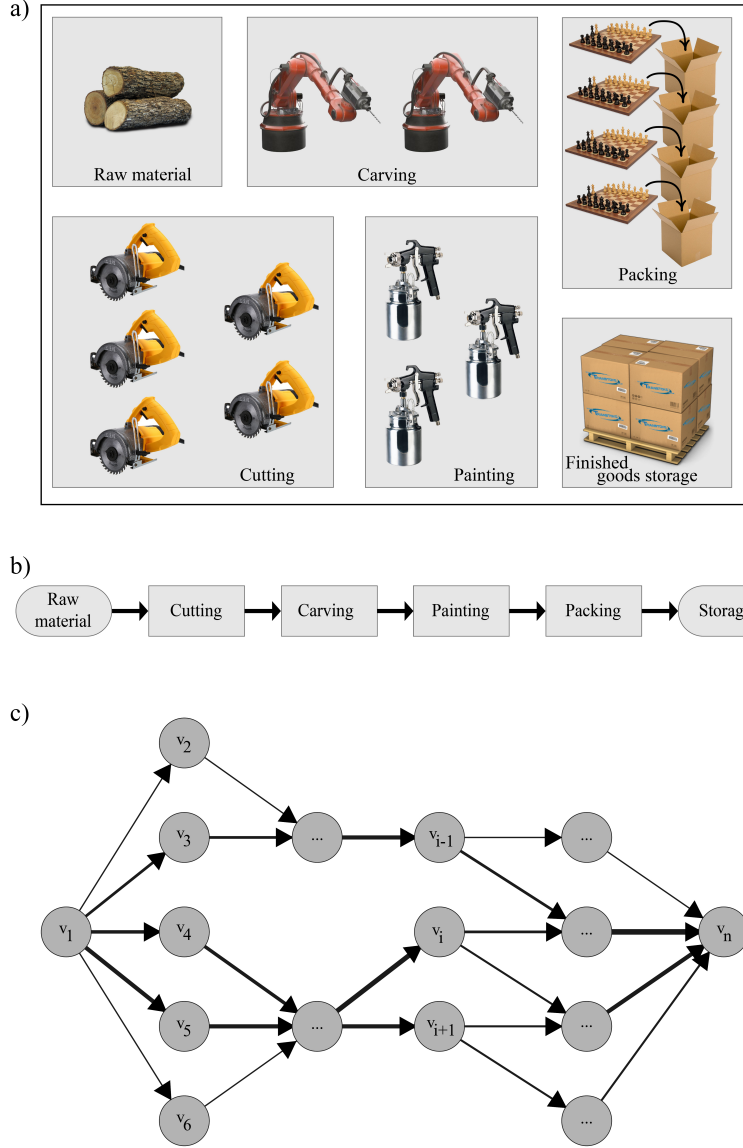 a)
Raw material
Carving
Packing
Cutting
Painting
Finished
goods storage
b)
Raw
material
Cutting
Carving
Painting
Packing
Storag
c)
v2
v3
...
vi-1
...
v1
v4
vi
...
vn
v5
...
vi+1
...
v6
...